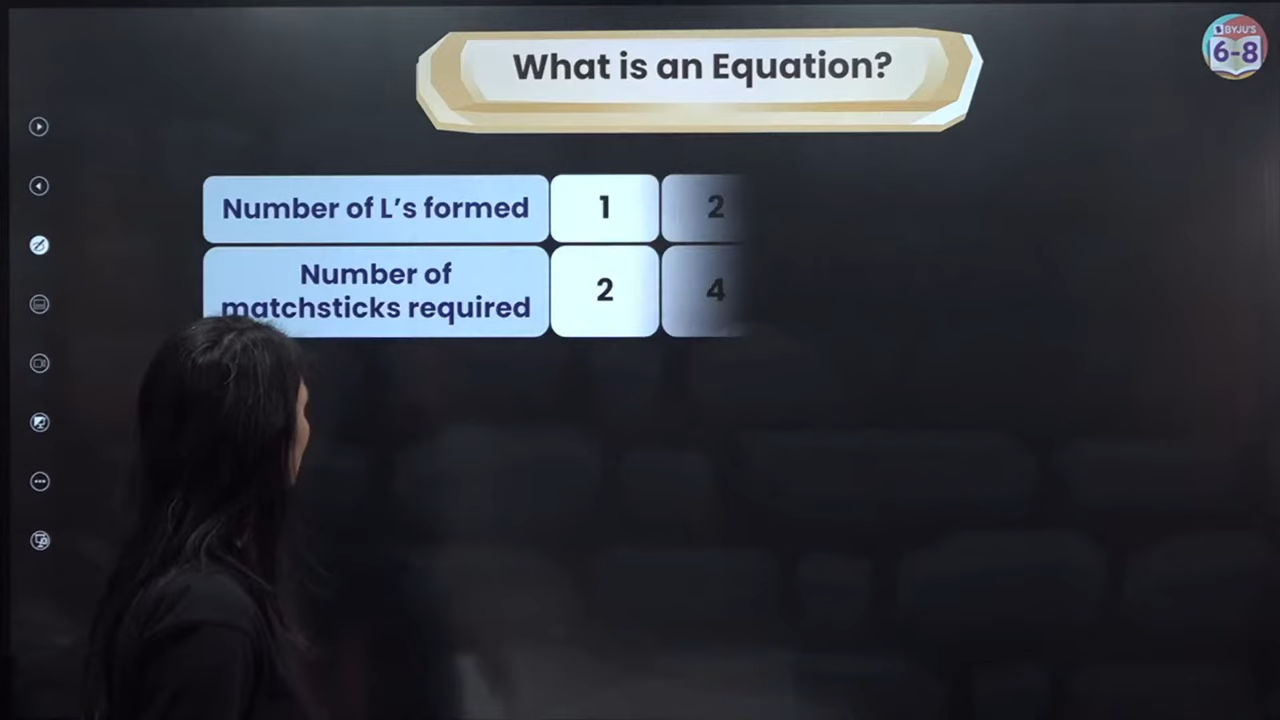 What is an Equation?
BYJU'S
6-8
Number of L's formed 1 2
Number of
matchsticks required 2 4